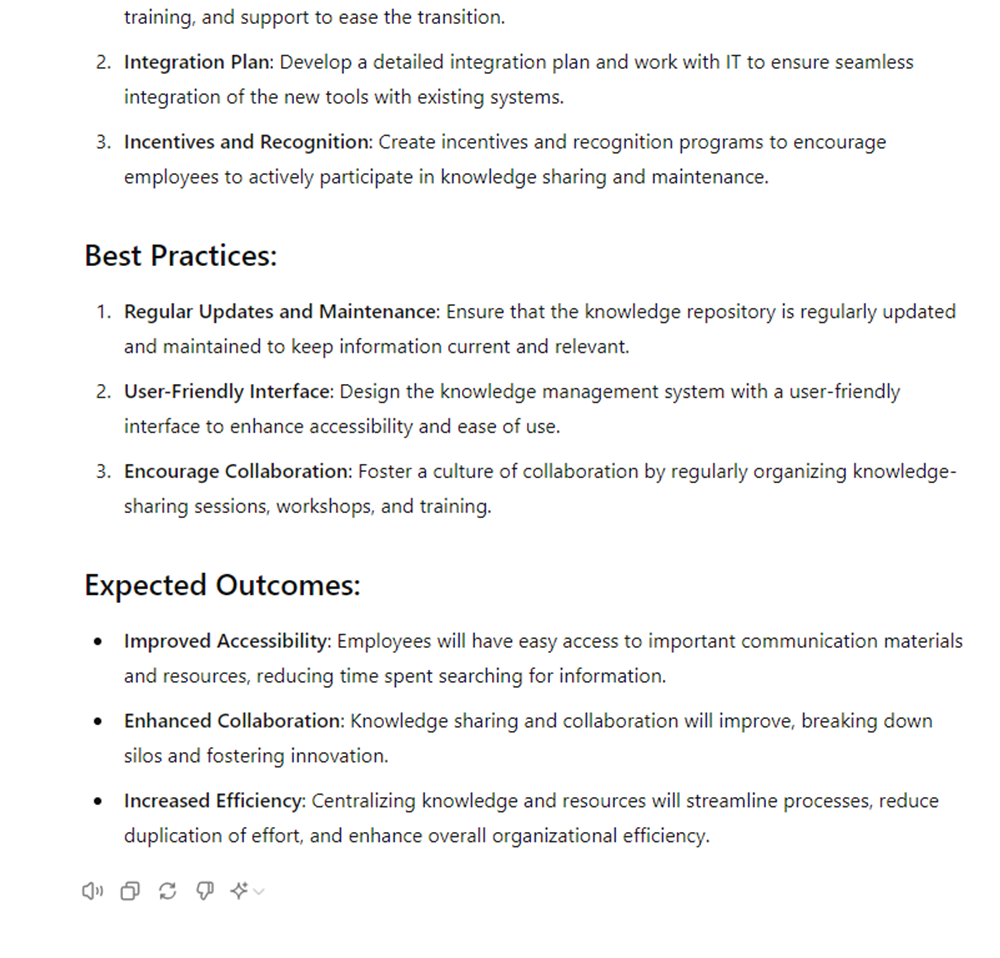 training, and support to ease the transition.
2. Integration Plan: Develop a detailed integration plan and work with IT to ensure seamless
integration of the new tools with existing systems.
3. Incentives and Recognition: Create incentives and recognition programs to encourage
employees to actively participate in knowledge sharing and maintenance.
Best Practices:
1. Regular Updates and Maintenance: Ensure that the knowledge repository is regularly updated
and maintained to keep information current and relevant.
2. User-Friendly Interface: Design the knowledge management system with a user-friendly
interface to enhance accessibility and ease of use.
3. Encourage Collaboration: Foster a culture of collaboration by regularly organizing knowledge-
sharing sessions, workshops, and training.
Expected Outcomes:
• Improved Accessibility: Employees will have easy access to important communication materials
and resources, reducing time spent searching for information.
• Enhanced Collaboration: Knowledge sharing and collaboration will improve, breaking down
silos and fostering innovation.
• Increased Efficiency: Centralizing knowledge and resources will streamline processes, reduce
duplication of effort, and enhance overall organizational efficiency.